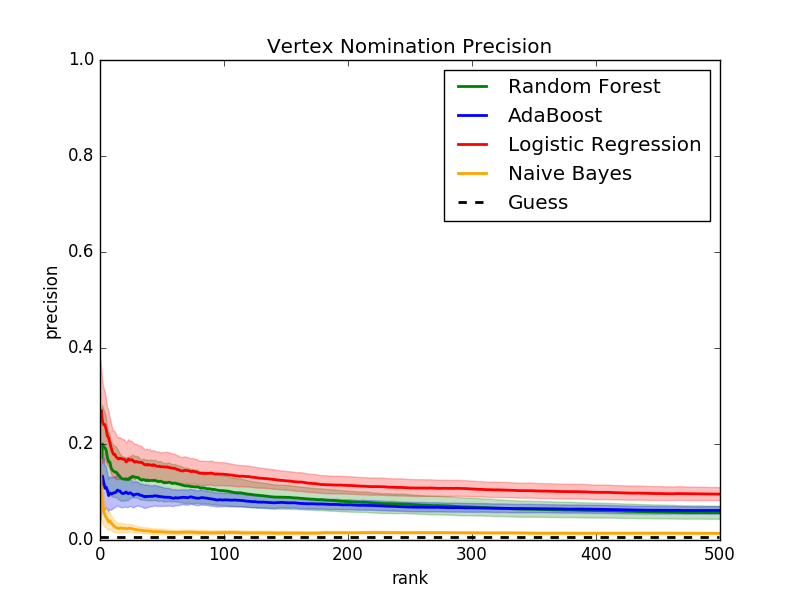 Vertex Nomination Precision
1.0
0.8
0.6
0.4
0.2
0.0
precision
Random Forest
AdaBoost
Logistic Regression
Naive Bayes
Guess
0 100 200 300 400 500
rank